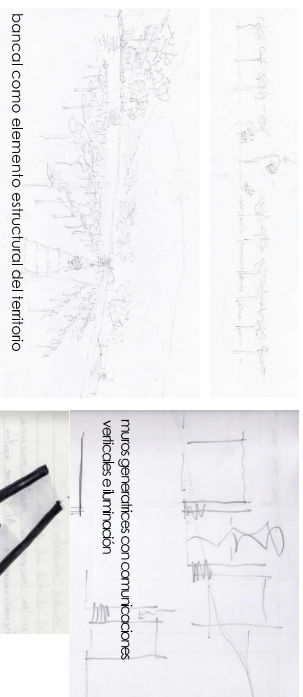 bancal como elemento estructural del territorio
muros generatrices con comunicaciones
verticales e iluminación